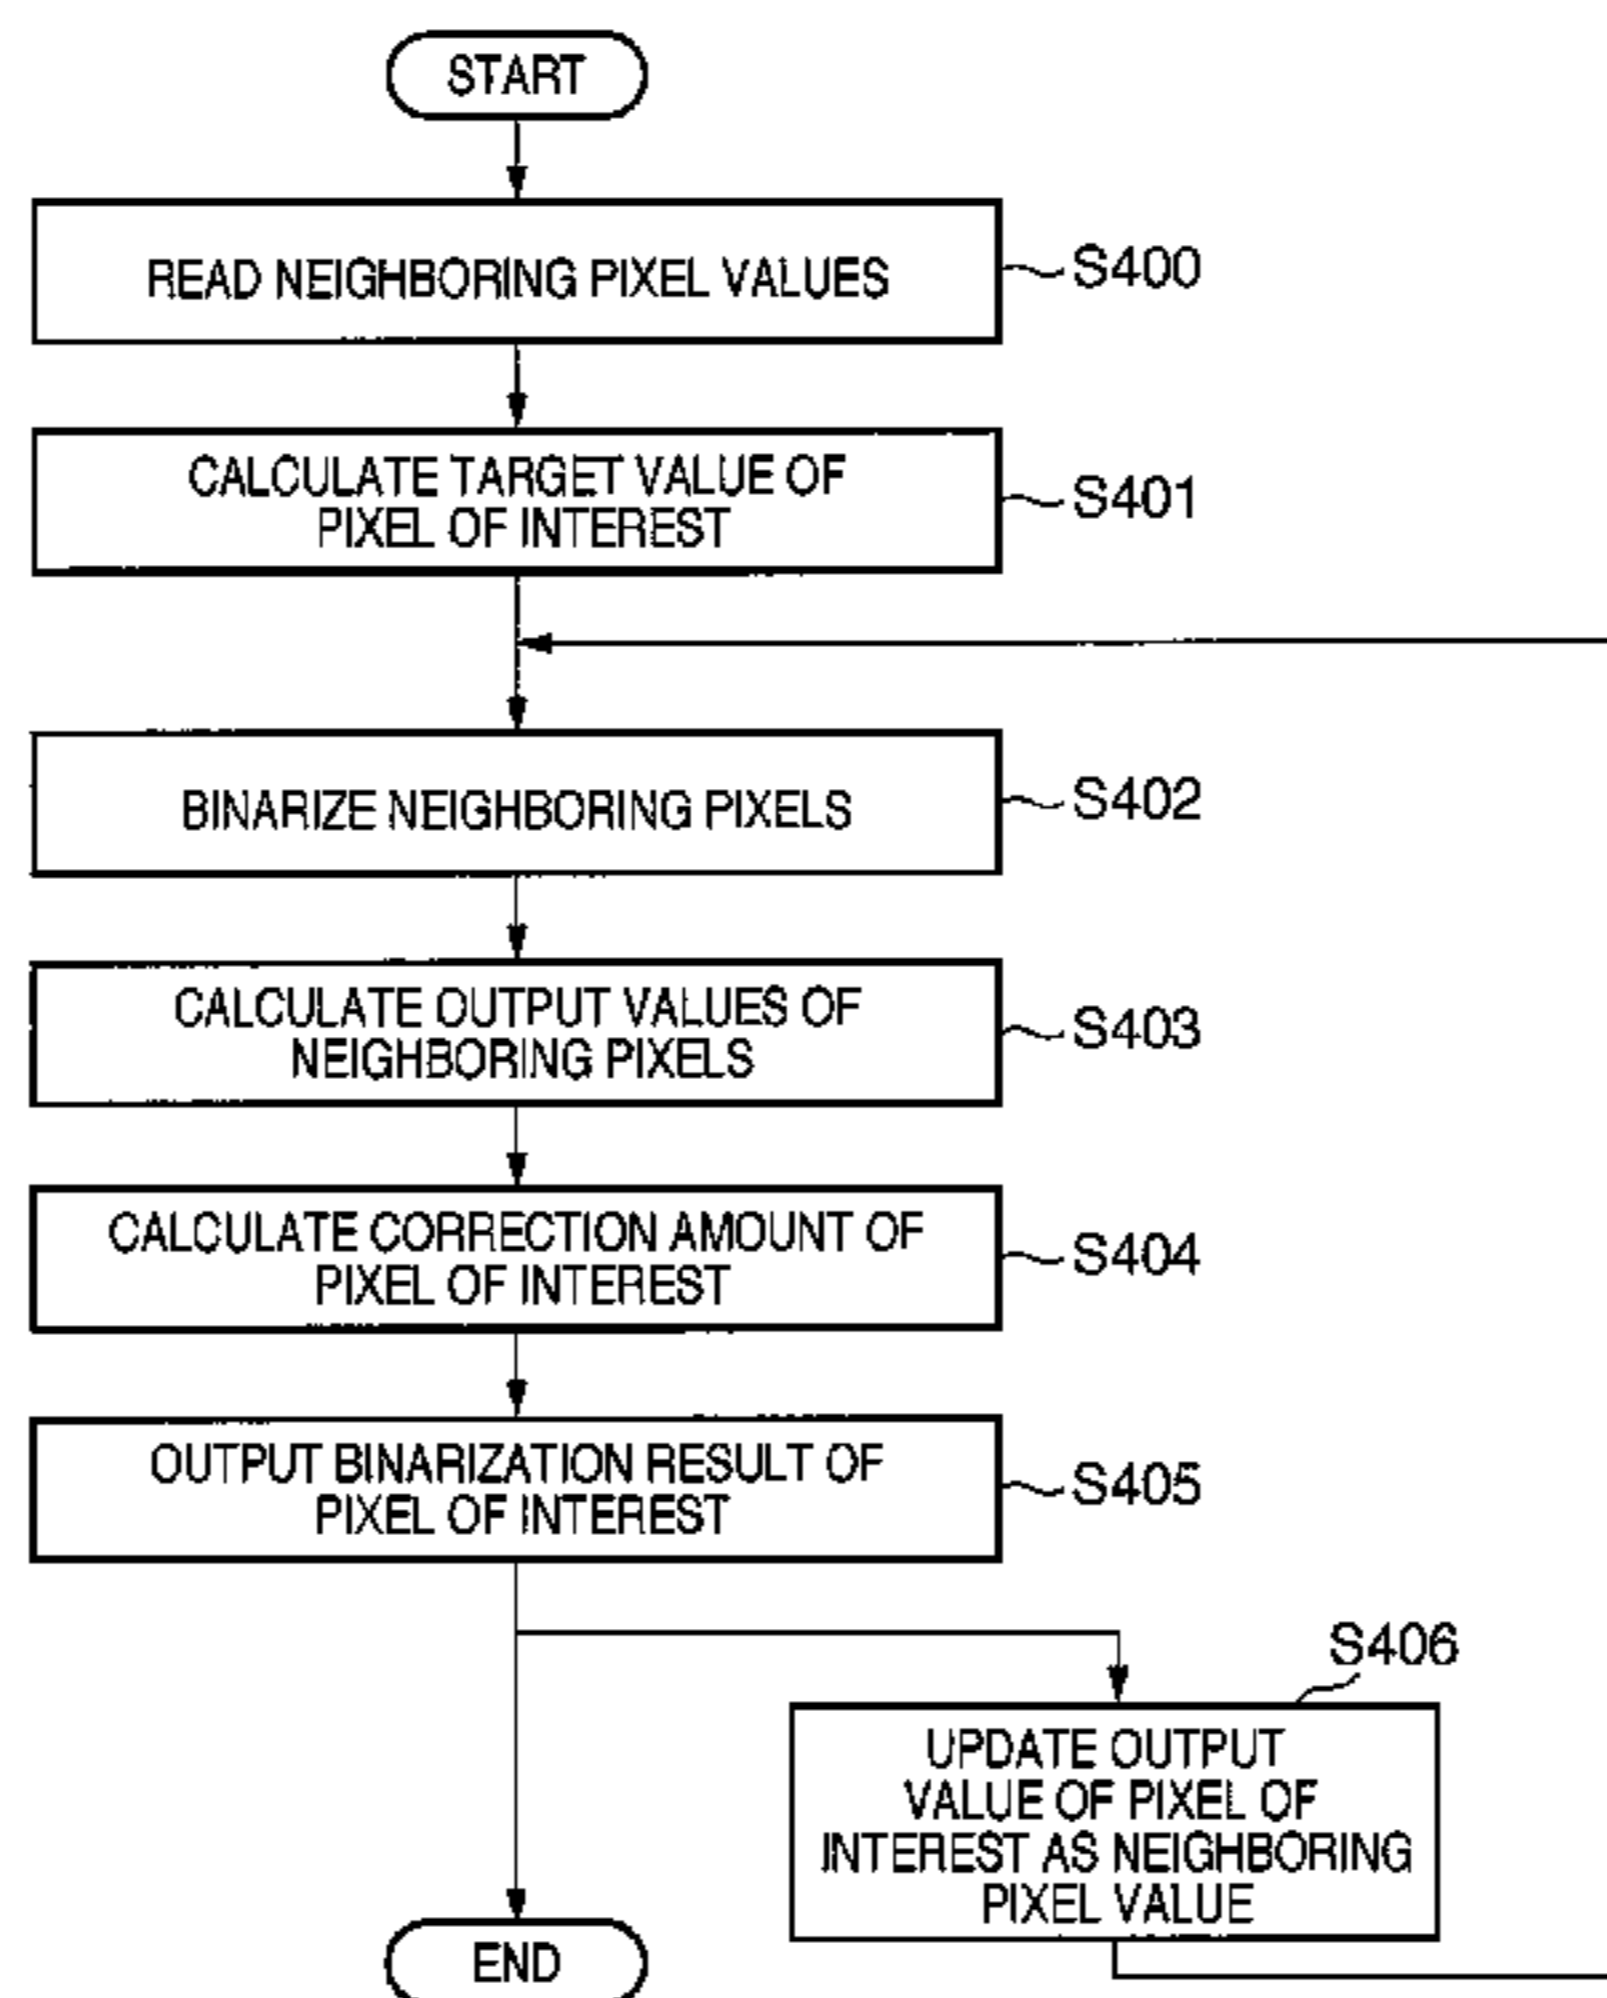 START
READ NEIGHBORING PIXEL VALUES
S400
CALCULATE TARGET VALUE OF
PIXEL OF INTEREST
S401
BINARIZE NEIGHBORING PIXELS
S402
CALCULATE OUTPUT VALUES OF
NEIGHBORING PIXELS
S403
CALCULATE CORRECTION AMOUNT OF
PIXEL OF INTEREST
S404
OUTPUT BINARIZATION RESULT OF
PIXEL OF INTEREST
S405
S406
UPDATE OUTPUT
VALUE OF PIXEL OF
INTEREST AS NEIGHBORING
PIXEL VALUE
END